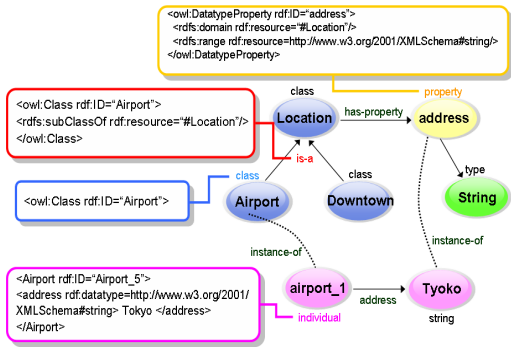 <owl:DatatypeProperty rdf:ID="address">
<rdfs:domain rdf:resource="#Location"/>
<rdfs:range rdf:resource=http://www.w3.org/2001/XMLSchema#string/>
</owl:DatatypeProperty>
<owl:Class rdf:ID="Airport">
<rdfs:subClassOf rdf:resource="#Location"/>
</owl:Class>
class
Location
has-property
property
address
is-a
type
String
<owl:Class rdf:ID="Airport">
class
Airport
class
Downtown
instance-of
instance-of
<Airport rdf:ID="Airport_5">
<address rdf:datatype=http://www.w3.org/2001/
XMLSchema#string> Tokyo </address>
</Airport>
airport_1
individual
address
Tyoko
string